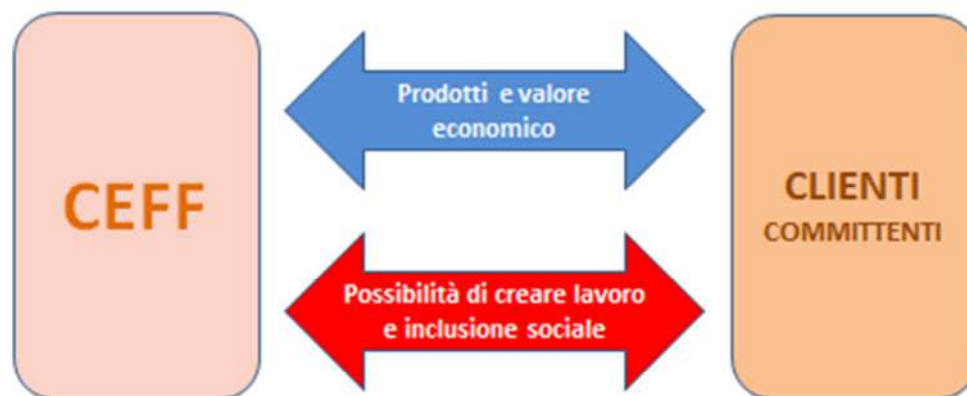 CEFF
Prodotti e valore
economico
Possibilità di creare lavoro
e inclusione sociale
CLIENTI
COMMITTENTI